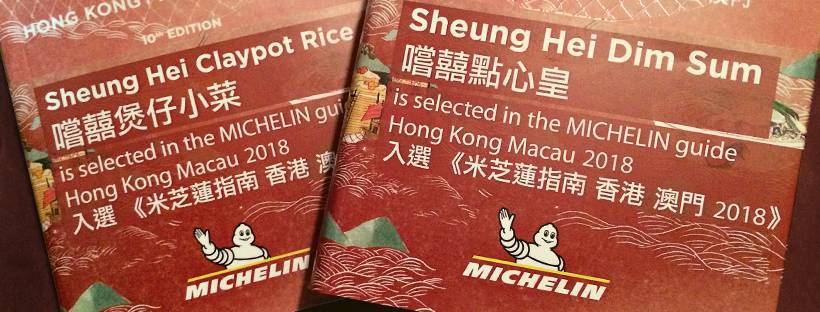 HONG KONG
10th EDITION
Sheung Hei Claypot Rice
嚐囍煲仔小菜
is selected in the MICHELIN gui
Hong Kong Macau 2018
入選 《米芝蓮指南 香港
MICHELIN
Sheung Hei Dim Sum
嚐囍點心皇
is selected in the MICHELIN guide
Hong Kong Macau 2018
入選 《米芝蓮指南 香港 澳門 2018》
MICHELIN